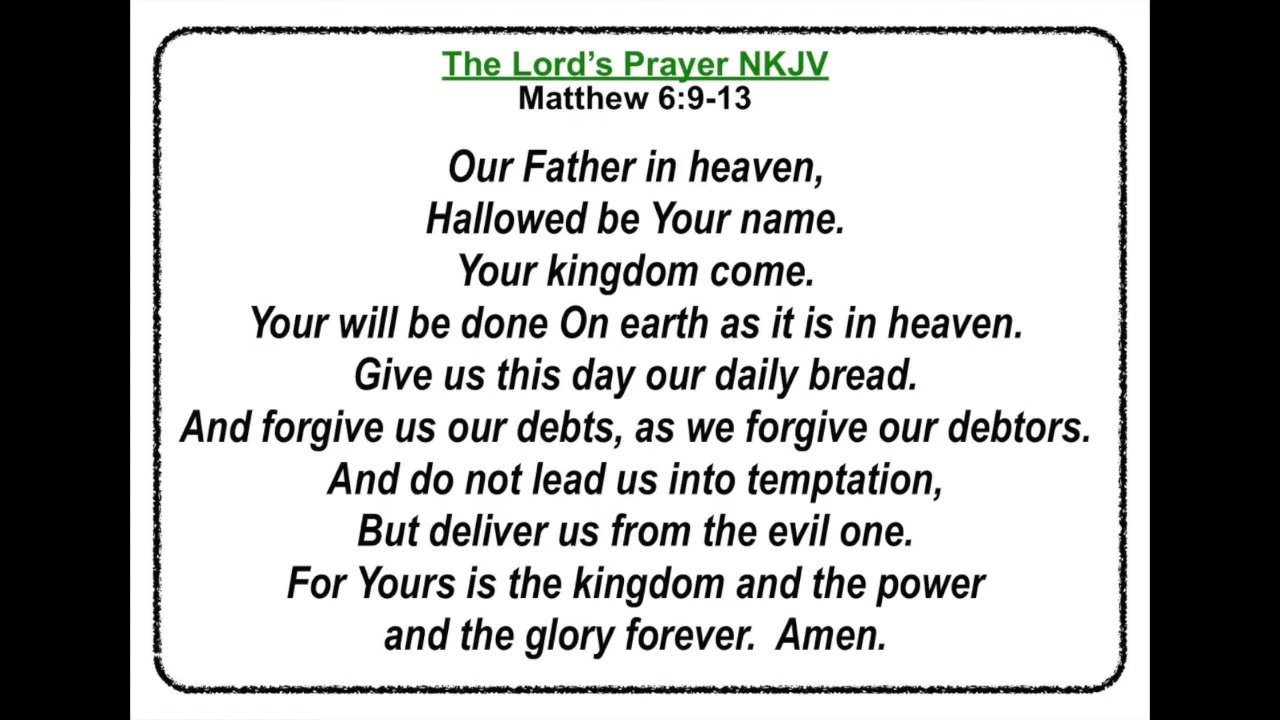 The Lord’s Prayer NKJV
Matthew 6:9-13
Our Father in heaven,
Hallowed be Your name.
Your kingdom come.
Your will be done On earth as it is in heaven.
Give us this day our daily bread.
And forgive us our debts, as we forgive our debtors.
And do not lead us into temptation,
But deliver us from the evil one.
For Yours is the kingdom and the power
and the glory forever.  Amen.